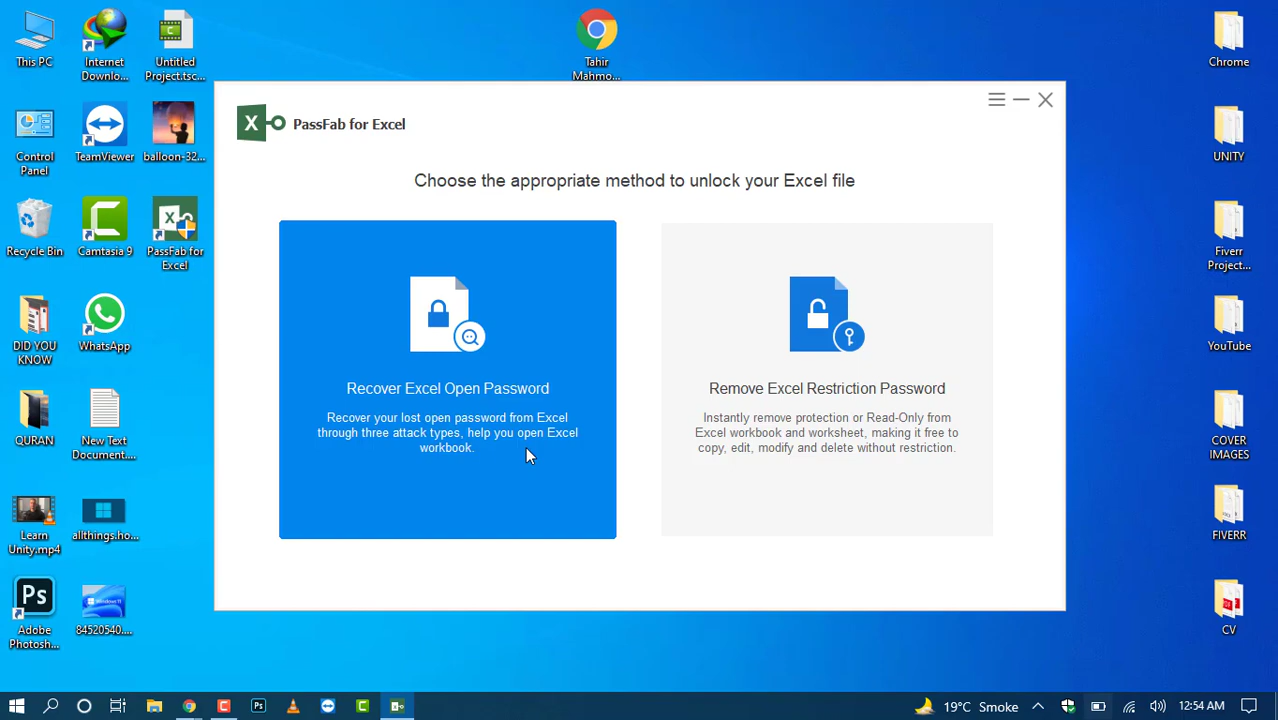 This PC
Internet
Downlo...
Untitled
Project.tsc...
Tahir
Mahmo...
Chrome
Control
Panel
TeamViewer
balloon-32...
UNITY
Recycle Bin
Camtasia 9
PassFab for
Excel
Fiverr
Project...
DID YOU
KNOW
WhatsApp
YouTube
QURAN
New Text
Document....
COVER
IMAGES
Learn
Unity.mp4
allthings.ho...
FIVERR
Ps
Adobe
Photosh...
84520540....
CV
X
PassFab for Excel
Choose the appropriate method to unlock your Excel file
Recover Excel Open Password
Recover your lost open password from Excel
through three attack types, help you open Excel
workbook.
Remove Excel Restriction Password
Instantly remove protection or Read-Only from
Excel workbook and worksheet, making it free to
copy, edit, modify and delete without restriction.
Ps
19°C Smoke
12:54 AM